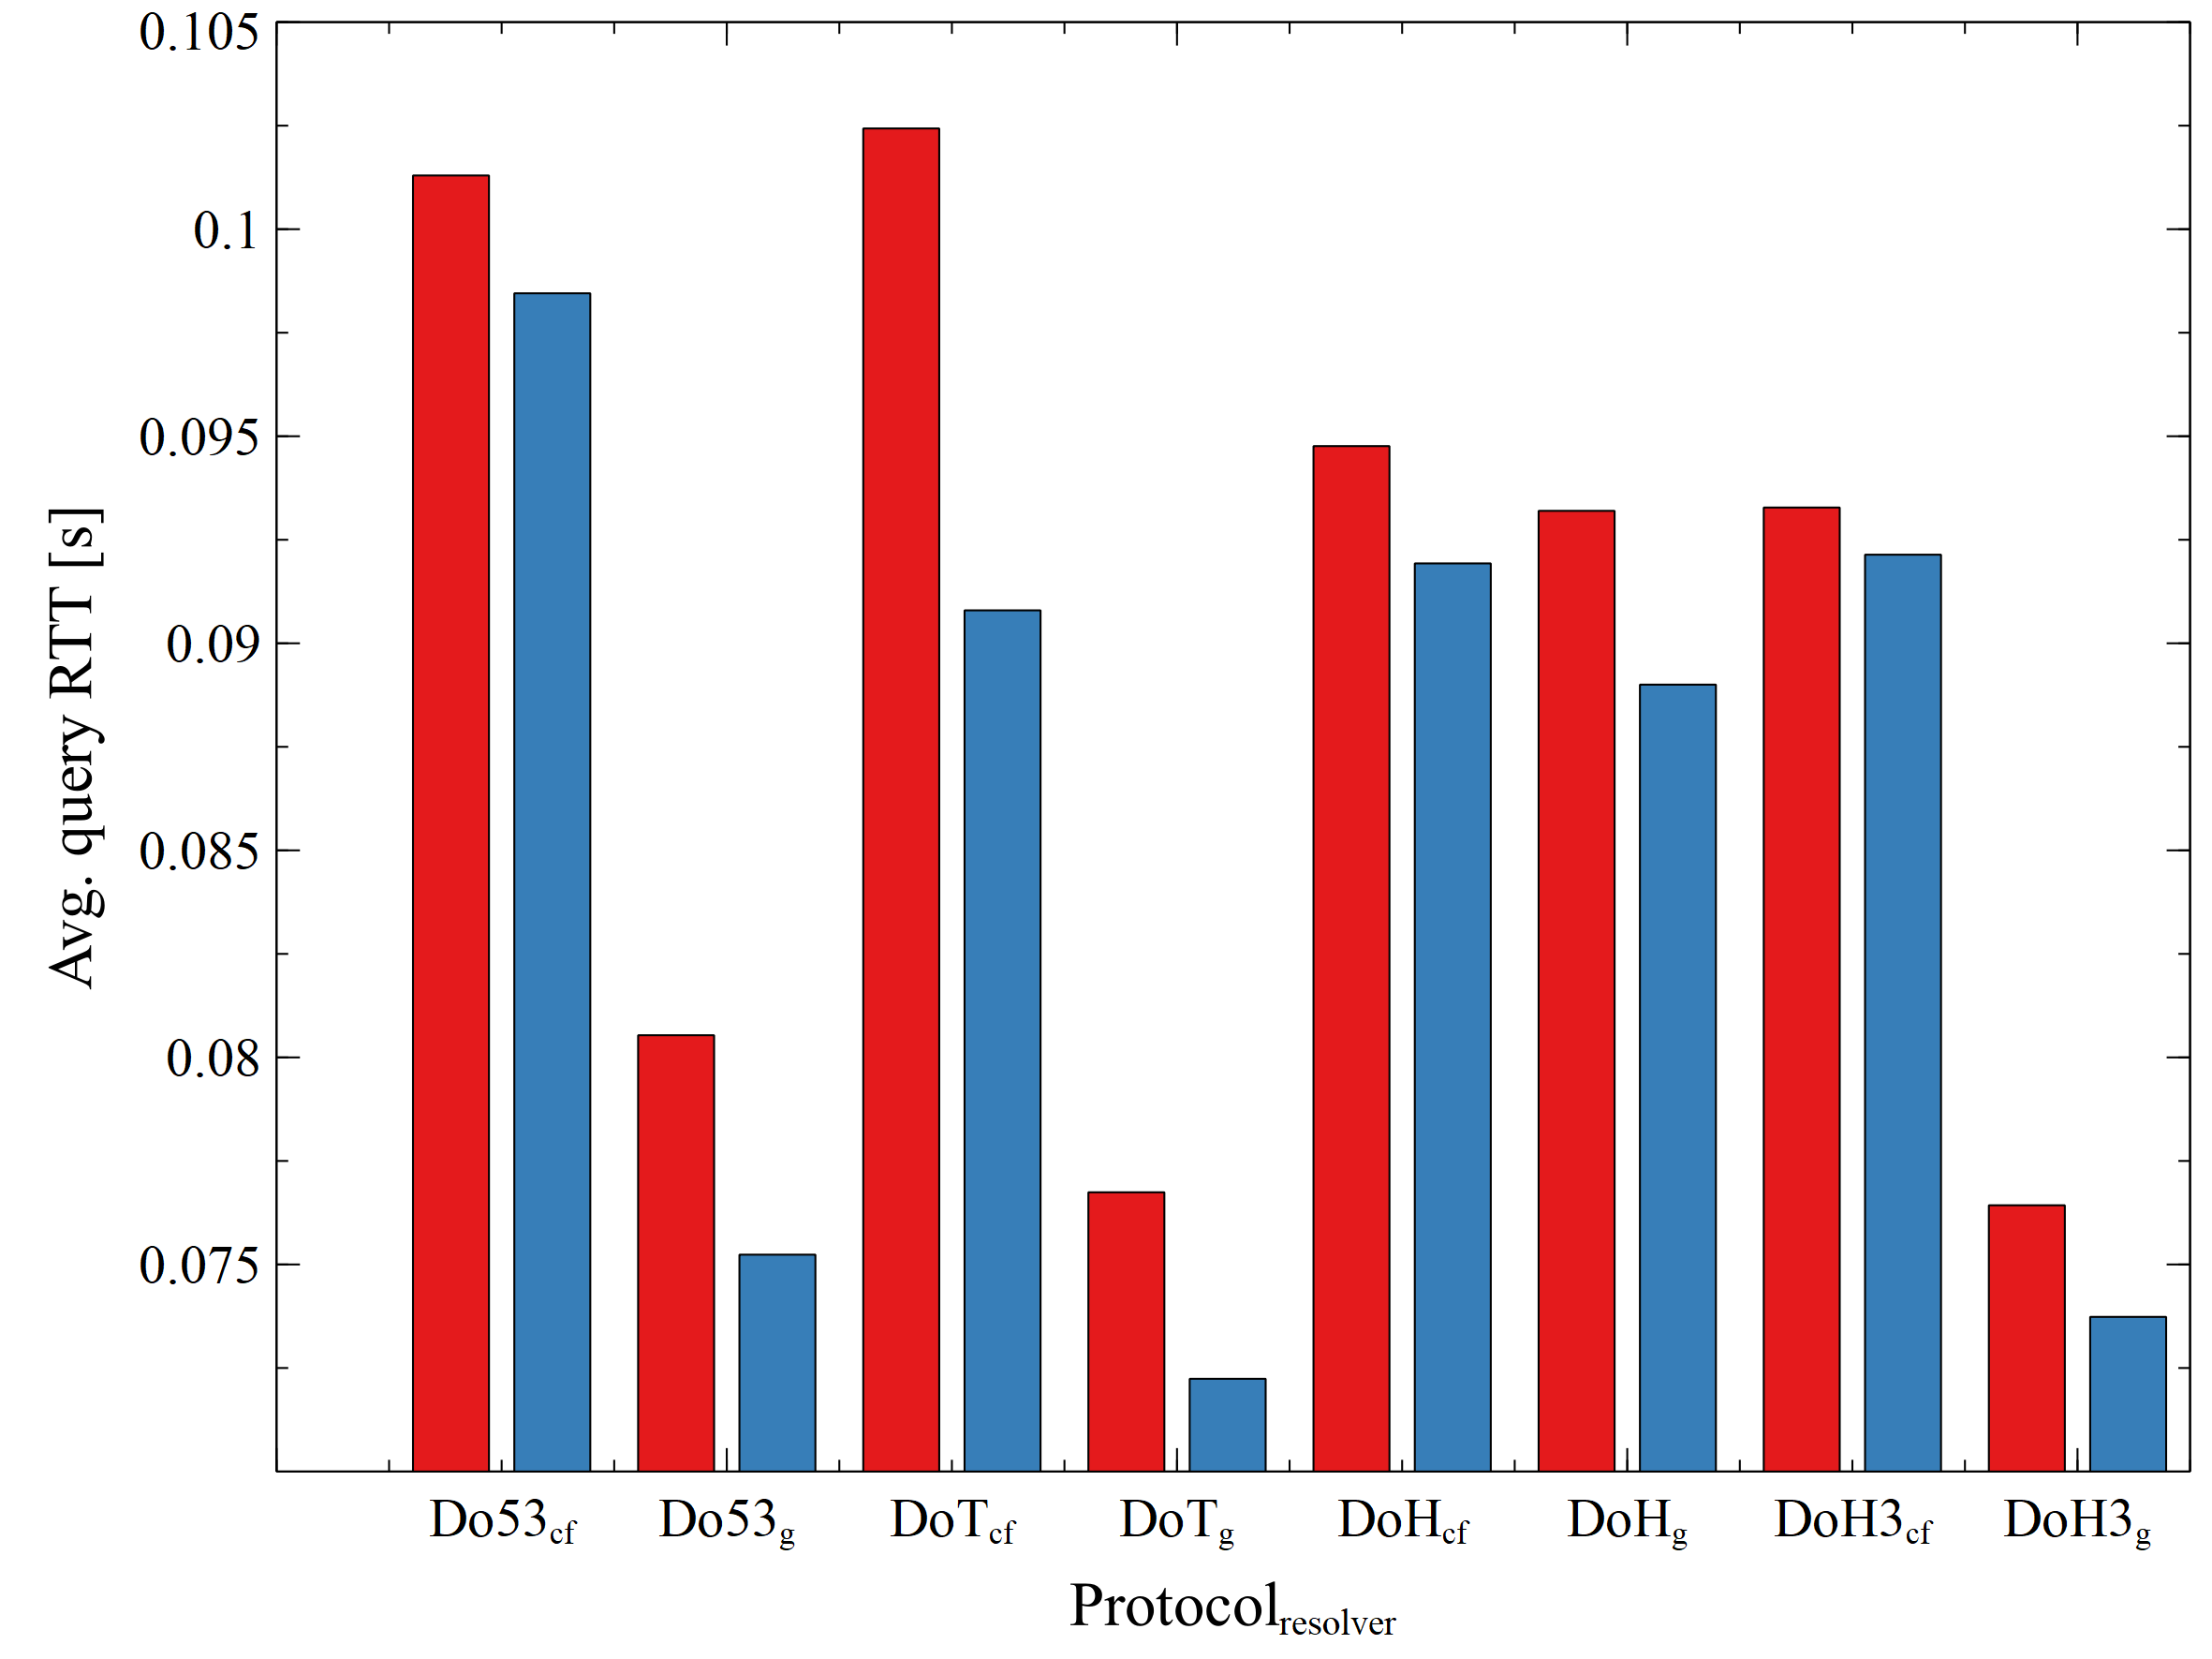 0.105
0.1
0.095
0.09
0.085
0.08
0.075
Avg. query RTT [s]
Do53cf Do53g DoTcf DoTg DoHcf DoHg DoH3cf DoH3g
Protocolresolver